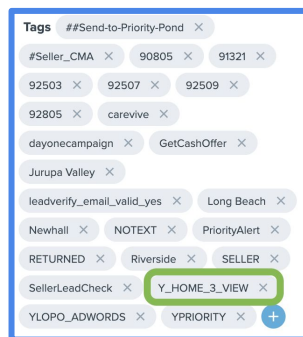 Tags ##Send-to-Priority-Pond ×
#Seller_CMA × 90805 × 91321 ×
92503 × 92507 × 92509 ×
92805 × carevive ×
dayonecampaign × GetCashOffer ×
Jurupa Valley ×
leadverify_email_valid_yes × Long Beach ×
Newhall × NOTEXT × PriorityAlert ×
RETURNED × Riverside × SELLER ×
SellerLeadCheck × Y_HOME_3_VIEW ×
YLOPO_ADWORDS × YPRIORITY × +